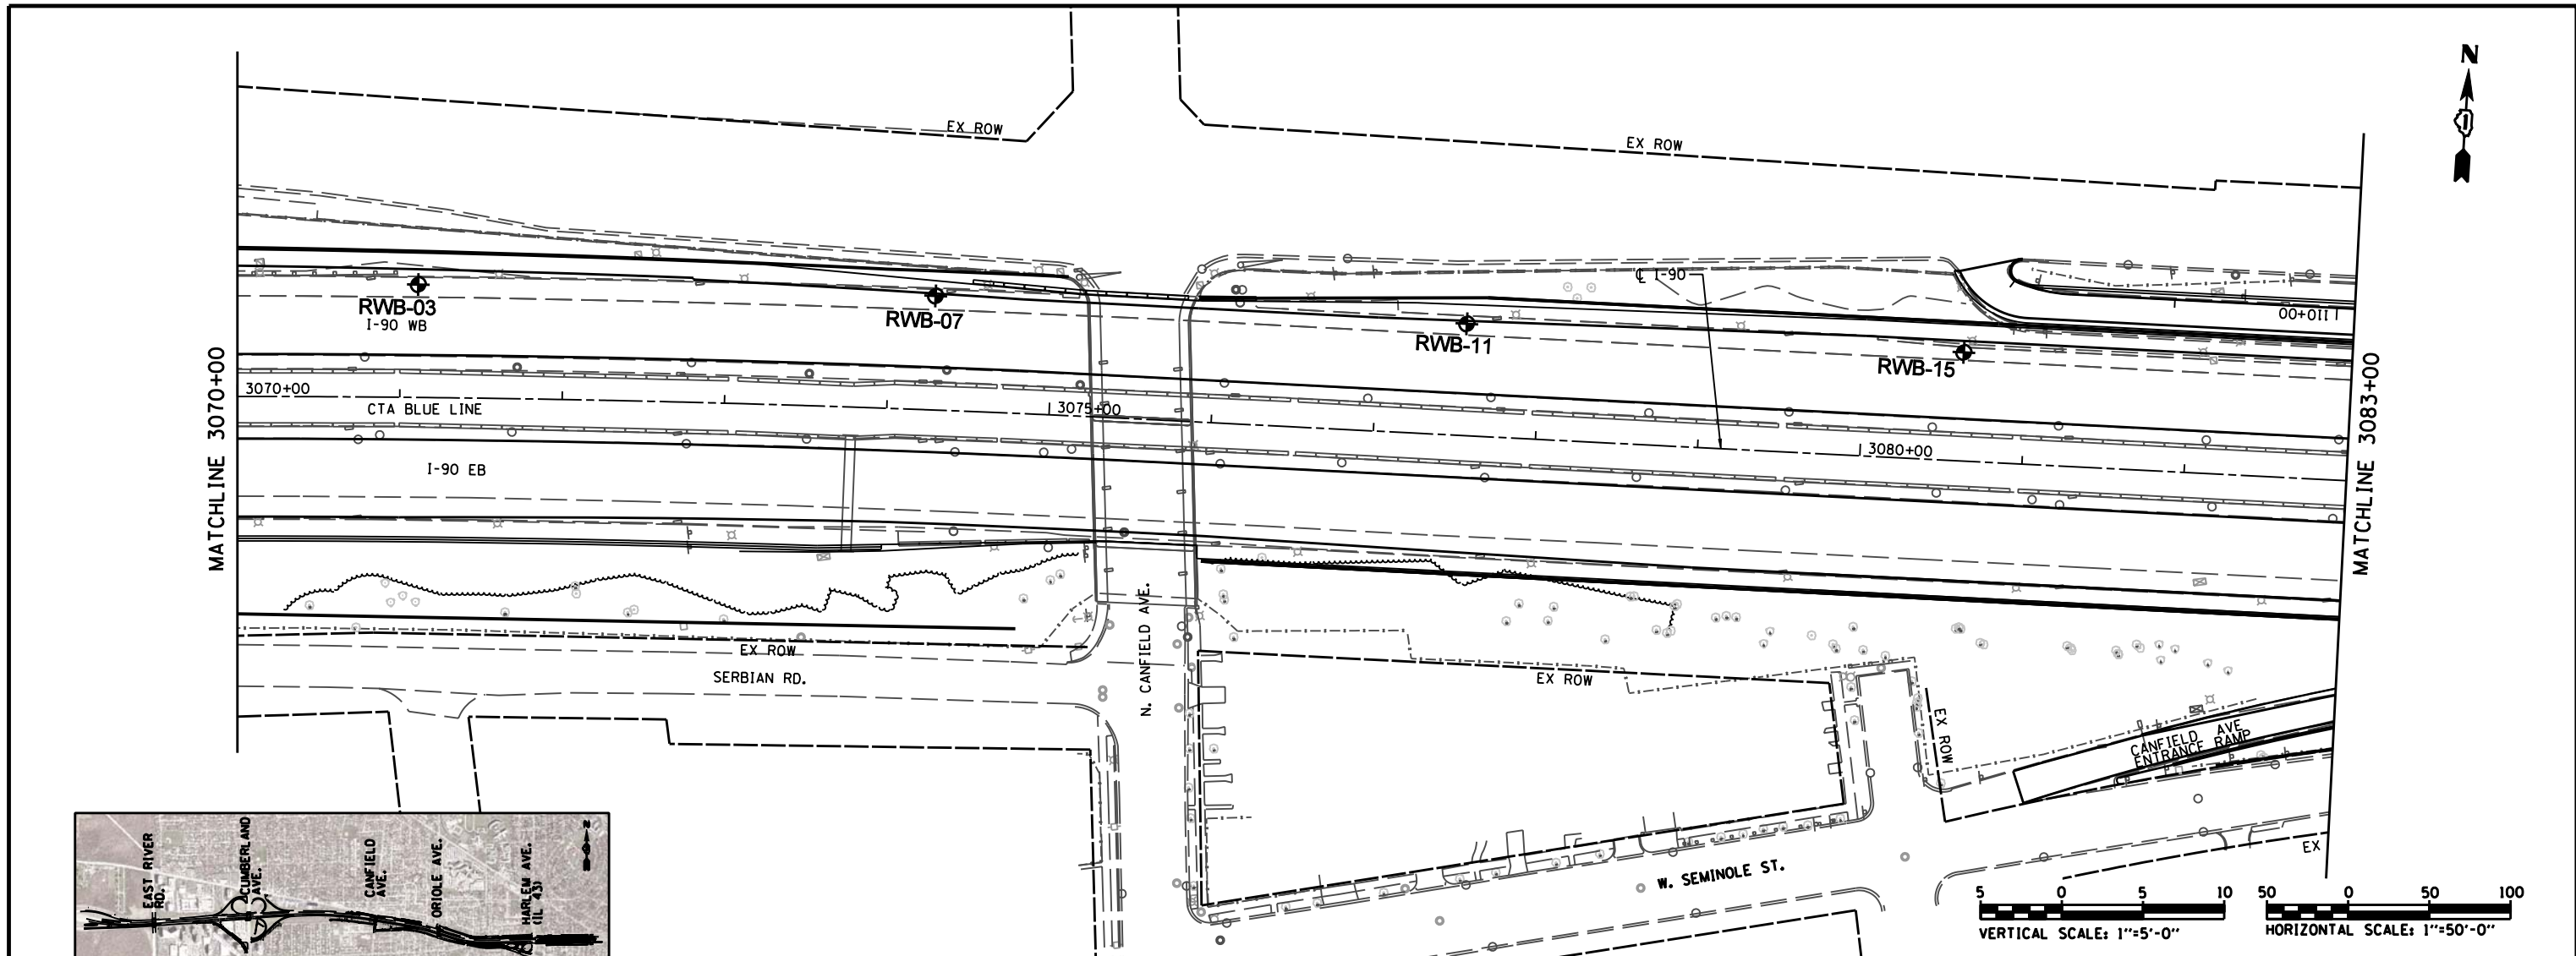 N
EX ROW
EX ROW
℄ I-90
RWB-03
I-90 WB
RWB-07
RWB-11
RWB-15
110+00
MATCHLINE 3070+00
3070+00
CTA BLUE LINE
3075+00
3080+00
MATCHLINE 3083+00
I-90 EB
N. CANFIELD AVE.
EX ROW
SERBIAN RD.
EX ROW
EX ROW
CANFIELD AVE
ENTRANCE RAMP
EX
W. SEMINOLE ST.
EAST RIVER
RD.
CUMBERLAND
AVE.
CANFIELD
AVE.
ORIOLE AVE.
HARLEM AVE.
(IL 43)
5 0 5 10
VERTICAL SCALE: 1''=5'-0''
50 0 50 100
HORIZONTAL SCALE: 1''=50'-0''